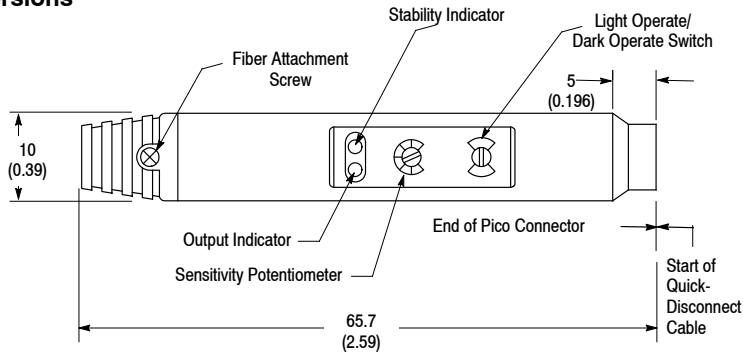 Stability Indicator
Light Operate/
Dark Operate Switch
Fiber Attachment
Screw
5
(0.196)
10
(0.39)
Output Indicator
End of Pico Connector
Sensitivity Potentiometer
Start of
Quick-
Disconnect
Cable
65.7
(2.59)